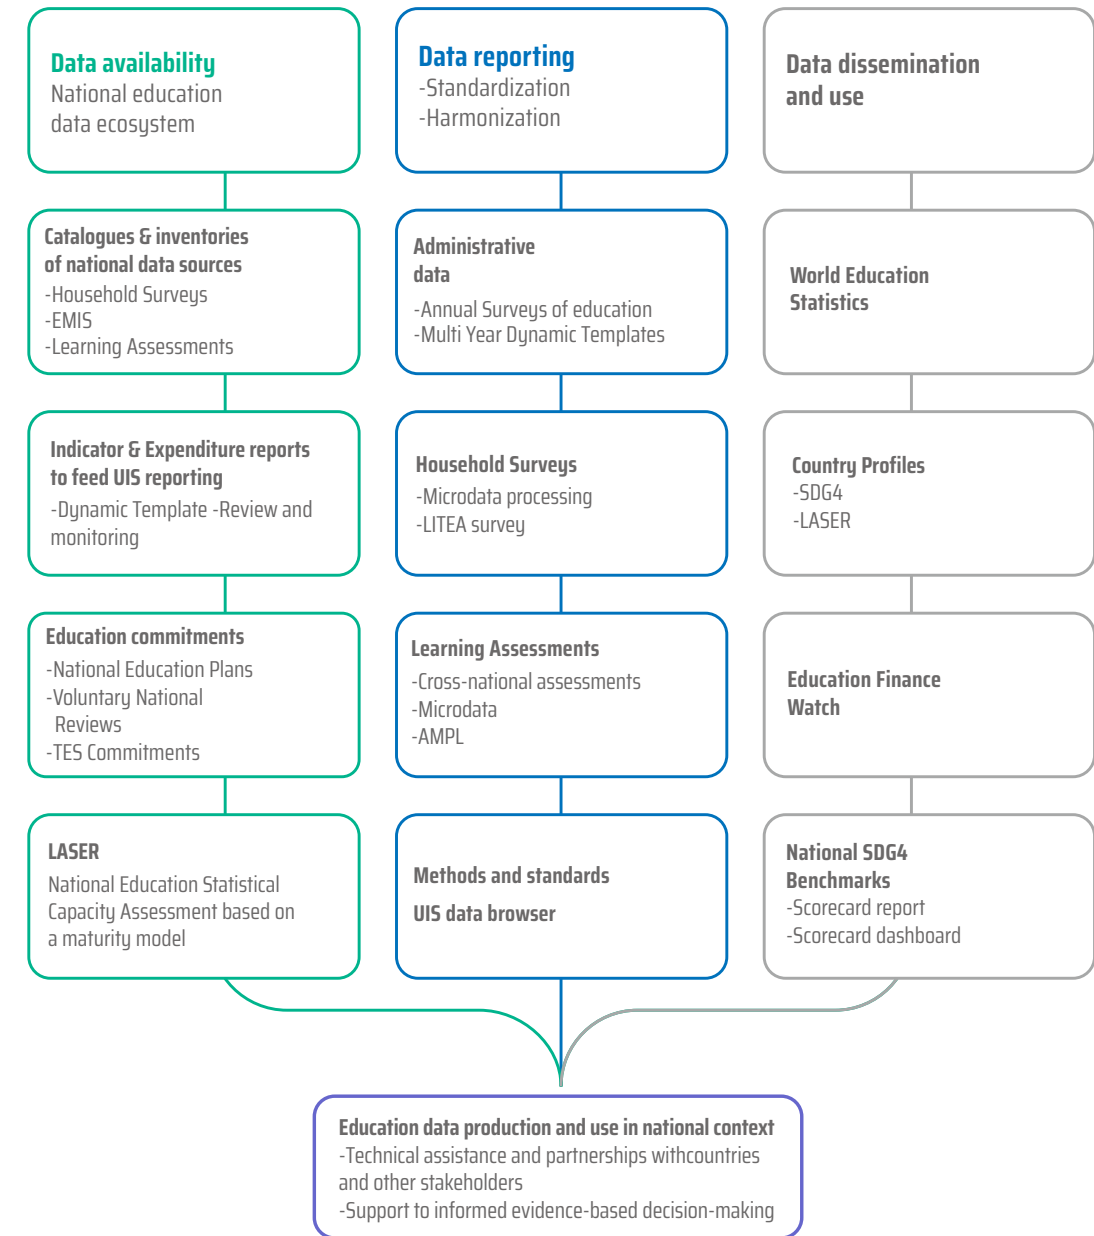 Data availability
National education
data ecosystem
Catalogues & inventories
of national data sources
-Household Surveys
-EMIS
-Learning Assessments
Indicator & Expenditure reports
to feed UIS reporting
-Dynamic Template -Review and
monitoring
Education commitments
-National Education Plans
-Voluntary National
Reviews
-TES Commitments
LASER
National Education Statistical
Capacity Assessment based on
a maturity model
Data reporting
-Standardization
-Harmonization
Administrative
data
-Annual Surveys of education
-Multi Year Dynamic Templates
Household Surveys
-Microdata processing
-LITEA survey
Learning Assessments
-Cross-national assessments
-Microdata
-AMPL
Methods and standards
UIS data browser
Data dissemination
and use
World Education
Statistics
Country Profiles
-SDG4
-LASER
Education Finance
Watch
National SDG4
Benchmarks
-Scorecard report
-Scorecard dashboard
Education data production and use in national context
-Technical assistance and partnerships withcountries
and other stakeholders
-Support to informed evidence-based decision-making